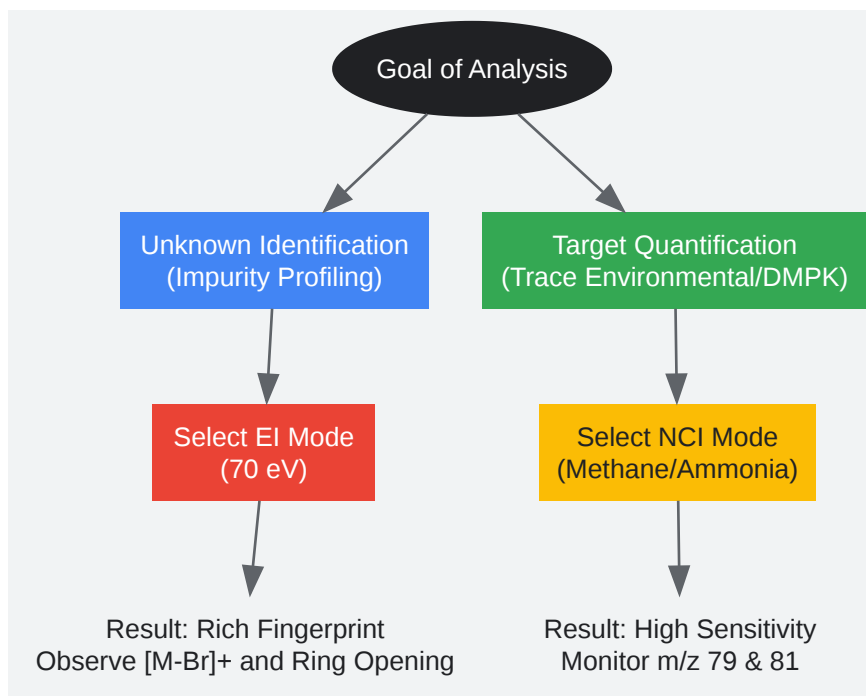 Goal of Analysis
Unknown Identification
(Impurity Profiling)
Target Quantification
(Trace Environmental/DMPK)
Select EI Mode
(70 eV)
Select NCI Mode
(Methane/Ammonia)
Result: Rich Fingerprint
Observe [M-Br]+ and Ring Opening
Result: High Sensitivity
Monitor m/z 79 & 81